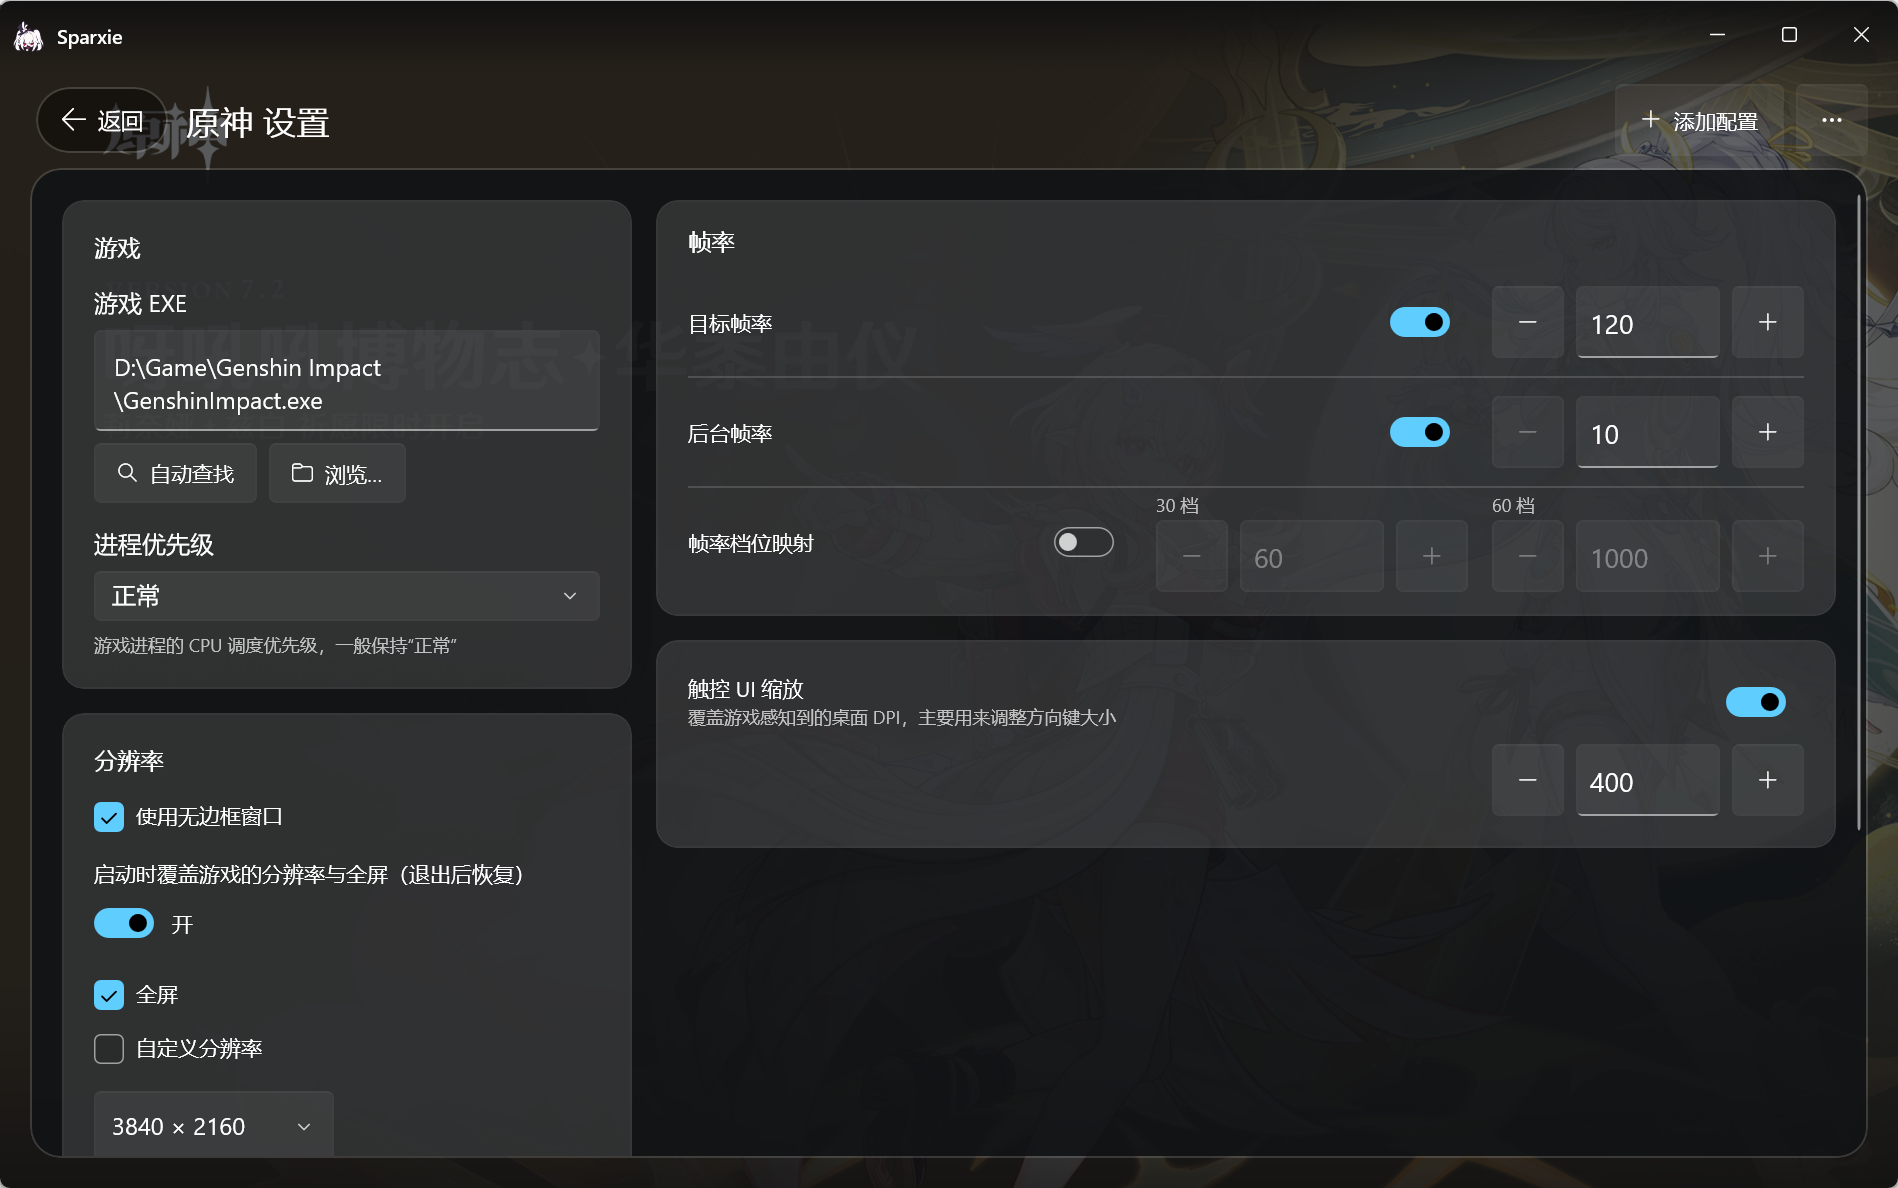 Sparxie
返回
原神 设置
添加配置
游戏
VERSION 7.2
游戏 EXE
D:\Game\Genshin Impact
\GenshinImpact.exe
自动查找
浏览...
进程优先级
正常
游戏进程的 CPU 调度优先级，一般保持“正常”
分辨率
使用无边框窗口
启动时覆盖游戏的分辨率与全屏（退出后恢复）
开
全屏
自定义分辨率
3840 × 2160
帧率
目标帧率
120
后台帧率
10
30 档
60 档
帧率档位映射
60
1000
触控 UI 缩放
覆盖游戏感知到的桌面 DPI，主要用来调整方向键大小
400